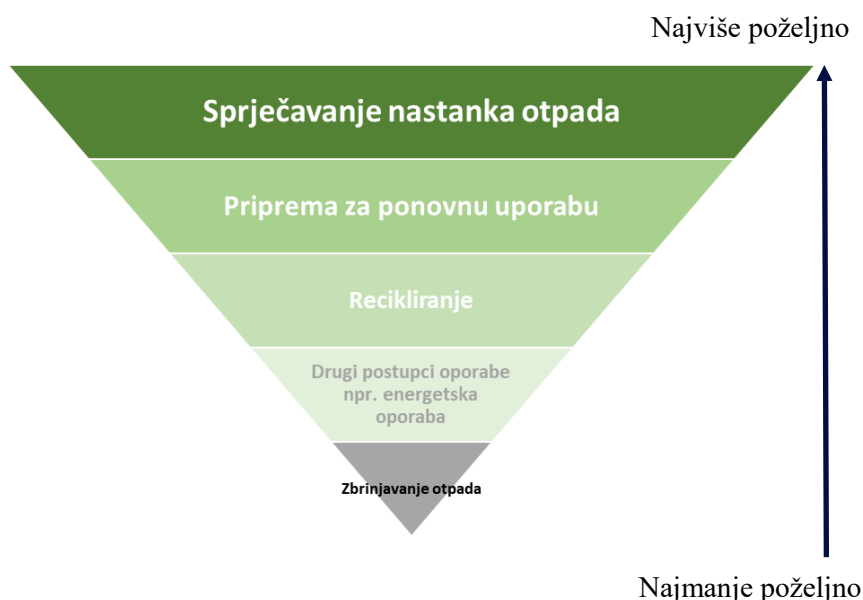 Najviše poželjno
Sprječavanje nastanka otpada
Priprema za ponovnu uporabu
Recikliranje
Drugi postupci oporabe
npr. energetska
oporaba
Zbrinjavanje otpada
Najmanje poželjno